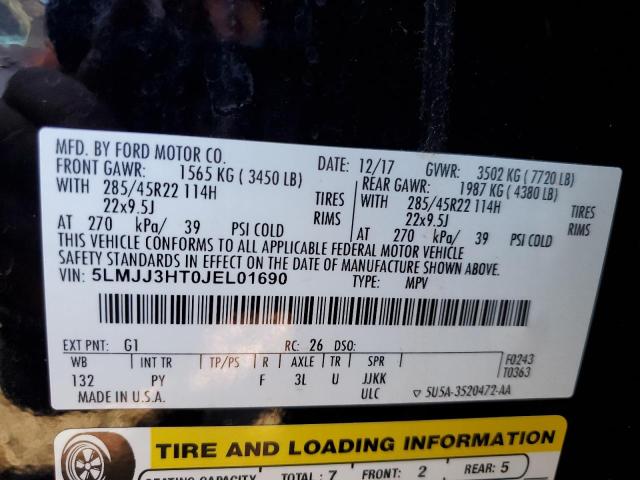 MFD. BY FORD MOTOR CO.
DATE: 12/17 GVWR: 3502 KG ( 7720 LB)
FRONT GAWR: 1565 KG ( 3450 LB) REAR GAWR: 1987 KG ( 4380 LB)
WITH 285/45R22 114H TIRES WITH 285/45R22 114H TIRES
22x9.5J RIMS 22x9.5J RIMS
AT 270 kPa/ 39 PSI COLD AT 270 kPa/ 39 PSI COLD
THIS VEHICLE CONFORMS TO ALL APPLICABLE FEDERAL MOTOR VEHICLE
SAFETY STANDARDS IN EFFECT ON THE DATE OF MANUFACTURE SHOWN ABOVE.
VIN: 5LMJJ3HT0JEL01690 TYPE: MPV
EXT PNT: G1 RC: 26 DSO:
WB INT TR TP/PS R AXLE TR SPR
F0243
T0363
132 PY F 3L U JJKK
MADE IN U.S.A. ULC ▽ 5U5A-3520472-AA
TIRE AND LOADING INFORMATION
SEATING CAPACITY TOTAL : 7 FRONT: 2 REAR: 5